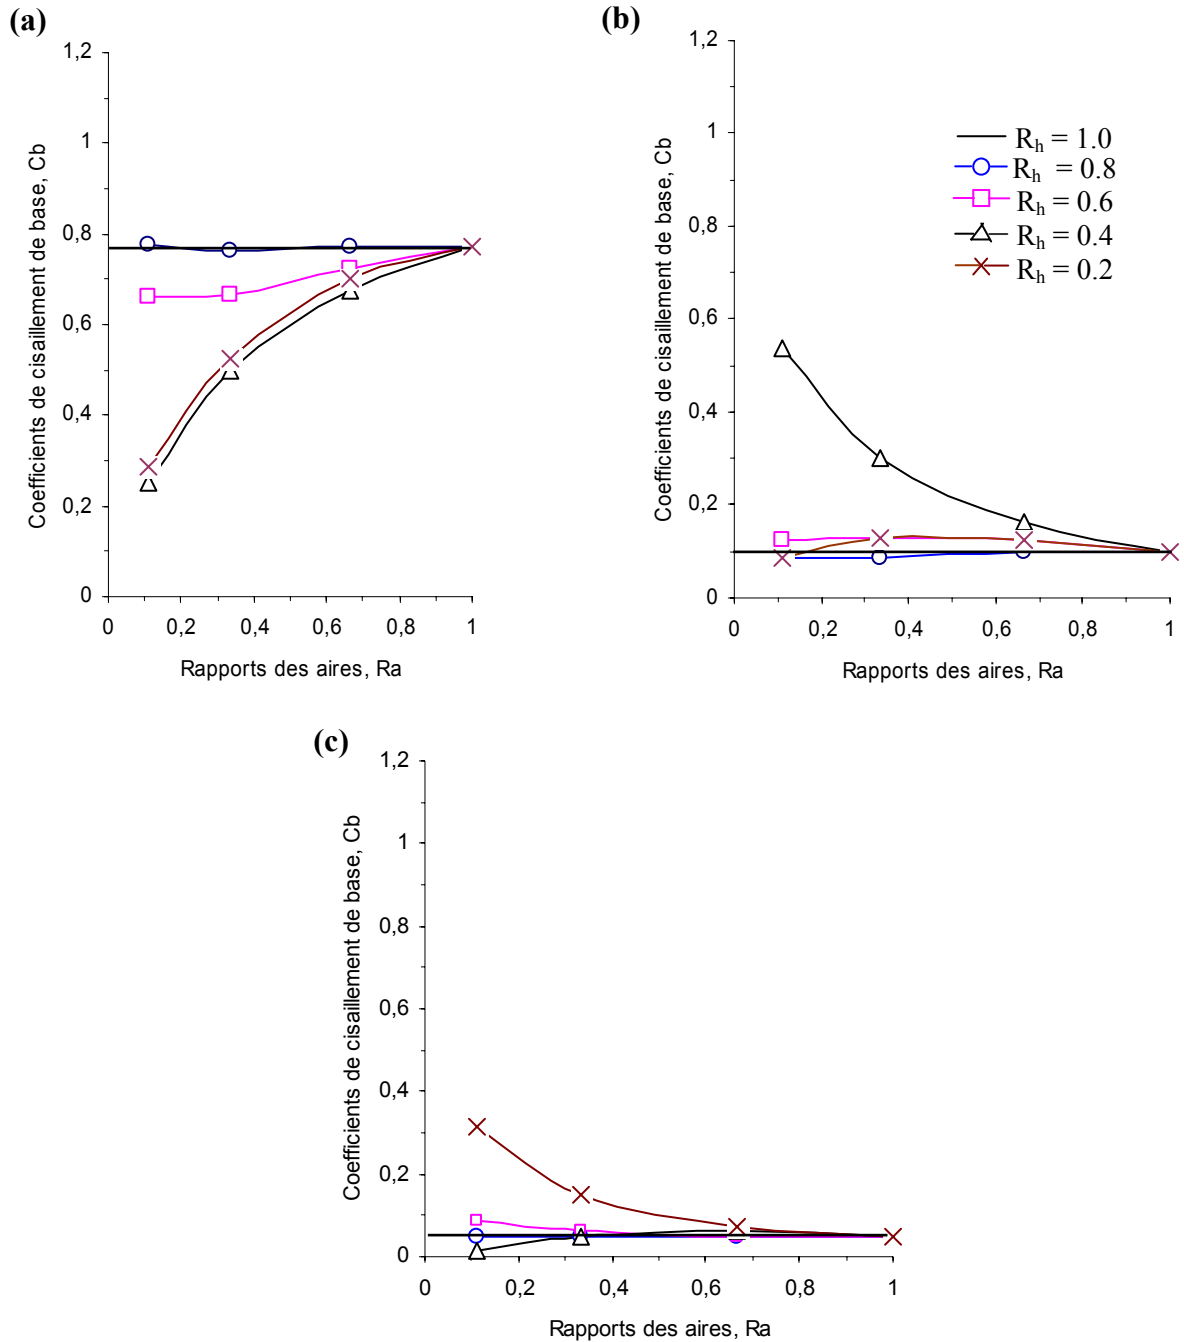 (a)
1,2
1
0,8
0,6
0,4
0,2
0
0 0,2 0,4 0,6 0,8 1
Coefficients de cisaillement de base, Cb
Rapports des aires, Ra
(b)
1,2
1
0,8
0,6
0,4
0,2
0
0 0,2 0,4 0,6 0,8 1
Coefficients de cisaillement de base, Cb
Rapports des aires, Ra
Rh = 1.0
Rh = 0.8
Rh = 0.6
Rh = 0.4
Rh = 0.2
(c)
1,2
1
0,8
0,6
0,4
0,2
0
0 0,2 0,4 0,6 0,8 1
Coefficients de cisaillement de base, Cb
Rapports des aires, Ra